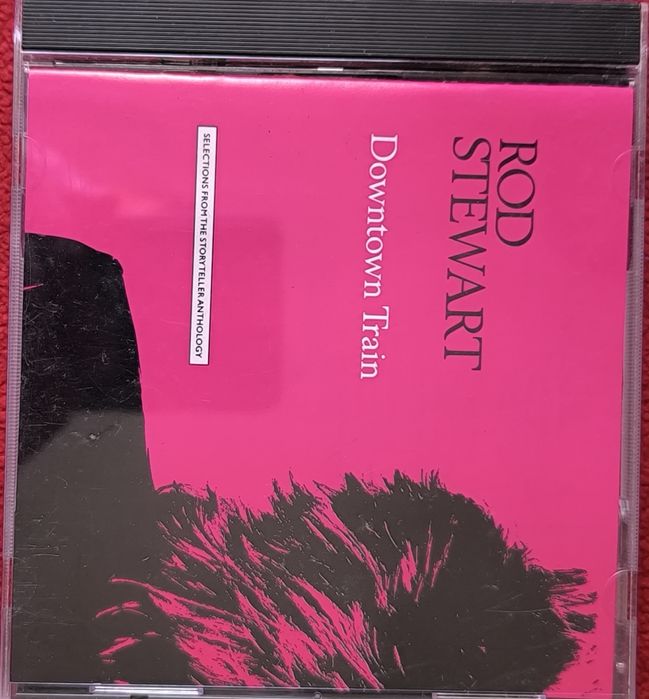 ROD
STEWART
Downtown Train
SELECTIONS FROM THE STORYTELLER ANTHOLOGY